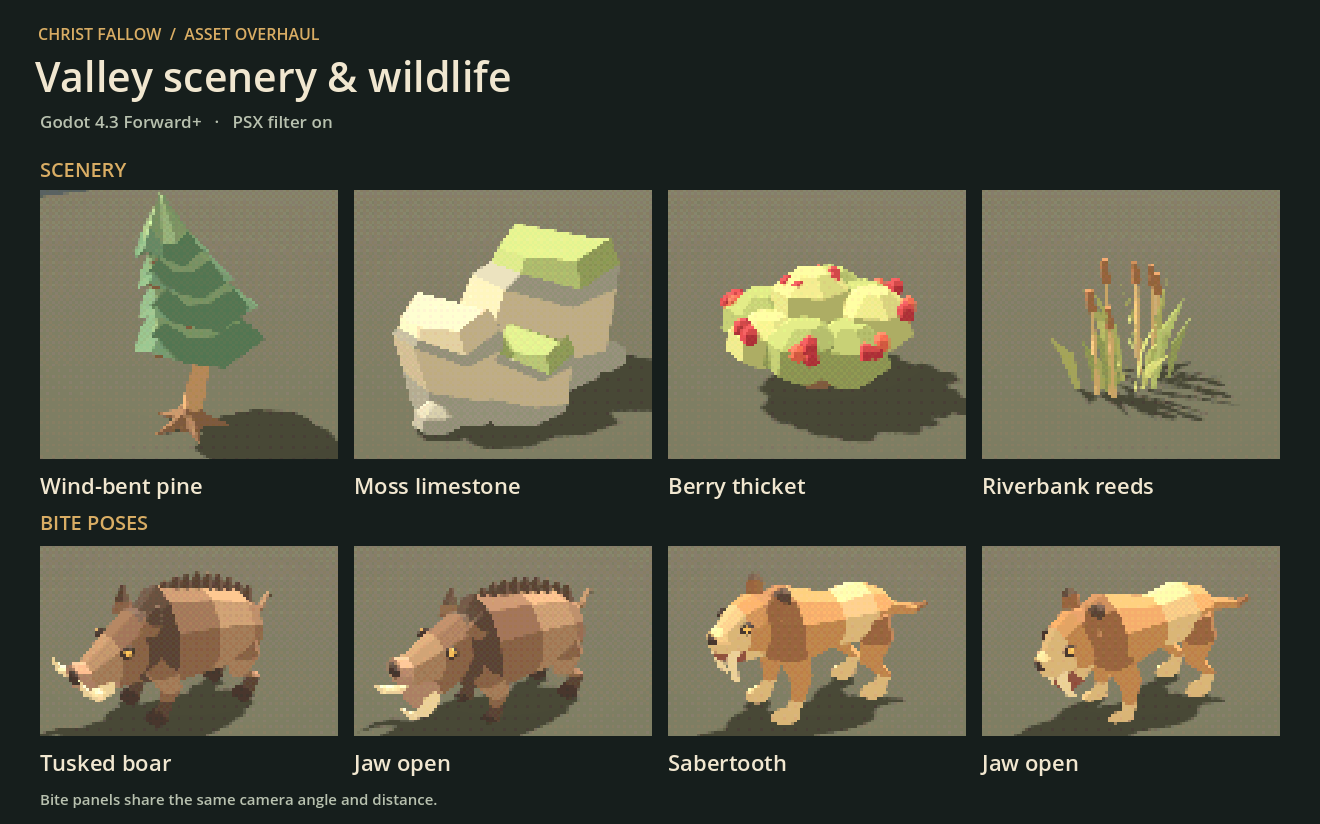 CHRIST FALLOW / ASSET OVERHAUL
Valley scenery & wildlife
Godot 4.3 Forward+ · PSX filter on
SCENERY
Wind-bent pine
Moss limestone
Berry thicket
Riverbank reeds
BITE POSES
Tusked boar
Jaw open
Sabertooth
Jaw open
Bite panels share the same camera angle and distance.